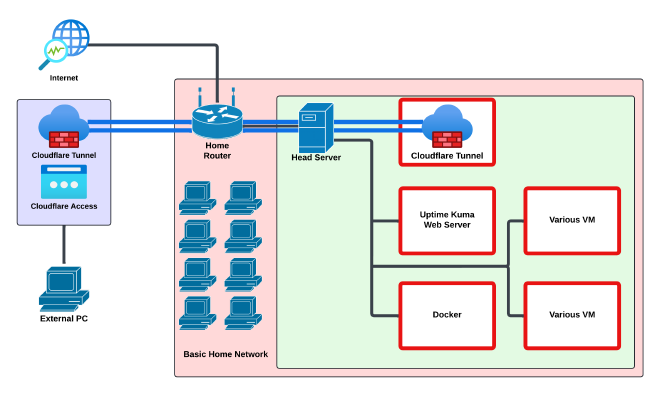 Internet
Cloudflare Tunnel
Cloudflare Access
External PC
Home
Router
Head Server
Cloudflare Tunnel
Uptime Kuma
Web Server
Various VM
Docker
Various VM
Basic Home Network